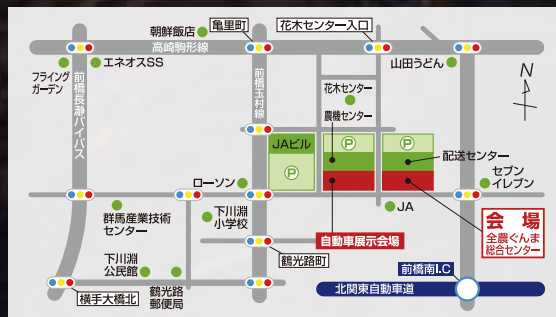 朝鮮飯店
亀里町
花木センター入口
高崎駒形線
フライング
ガーデン
エネオスSS
山田うどん
N
前橋長瀞バイパス
前橋玉村線
花木センター
農機センター
JAビル
P
P
P
配送センター
ローソン
セブン
イレブン
群馬産業技術
センター
下川淵
小学校
JA
自動車展示会場
会場
全農ぐんま
総合センター
鶴光路町
下川淵
公民館
鶴光路
郵便局
横手大橋北
前橋南I.C
北関東自動車道